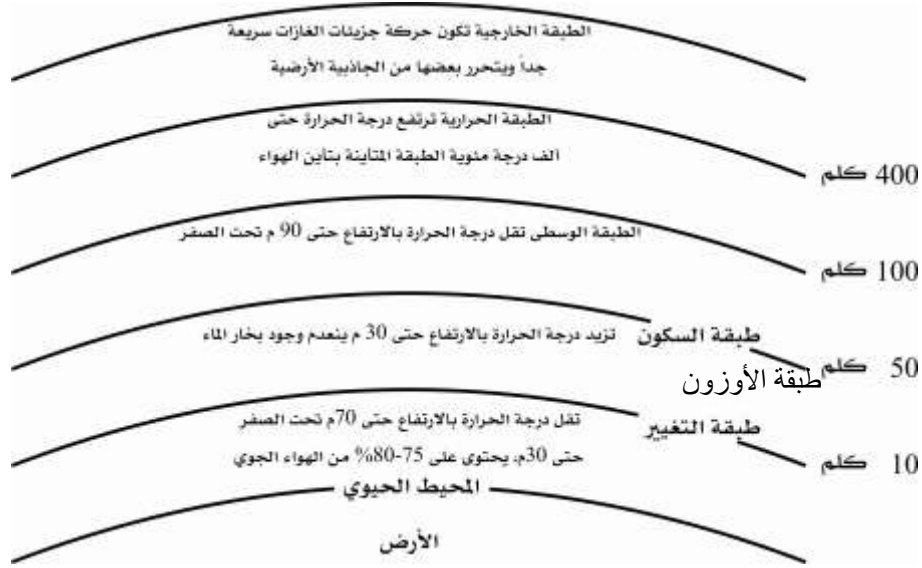 الطبقة الخارجية تكون حركة جزيئات الغازات سريعة
جداً ويتحرر بعضها من الجاذبية الأرضية
الطبقة الحرارية ترتفع درجة الحرارة حتى
ألف درجة مئوية الطبقة المتأينة بتأين الهواء
400 كلم
الطبقة الوسطى تقل درجة الحرارة بالارتفاع حتى 90 م تحت الصفر
100 كلم
طبقة السكون تزيد درجة الحرارة بالارتفاع حتى 30 م ينعدم وجود بخار الماء
50 كلم
طبقة الأوزون
طبقة التغيير تقل درجة الحرارة بالارتفاع حتى 70م تحت الصفر
حتى 30م، يحتوى على 75-80% من الهواء الجوي
10 كلم
المحيط الحيوي
الأرض